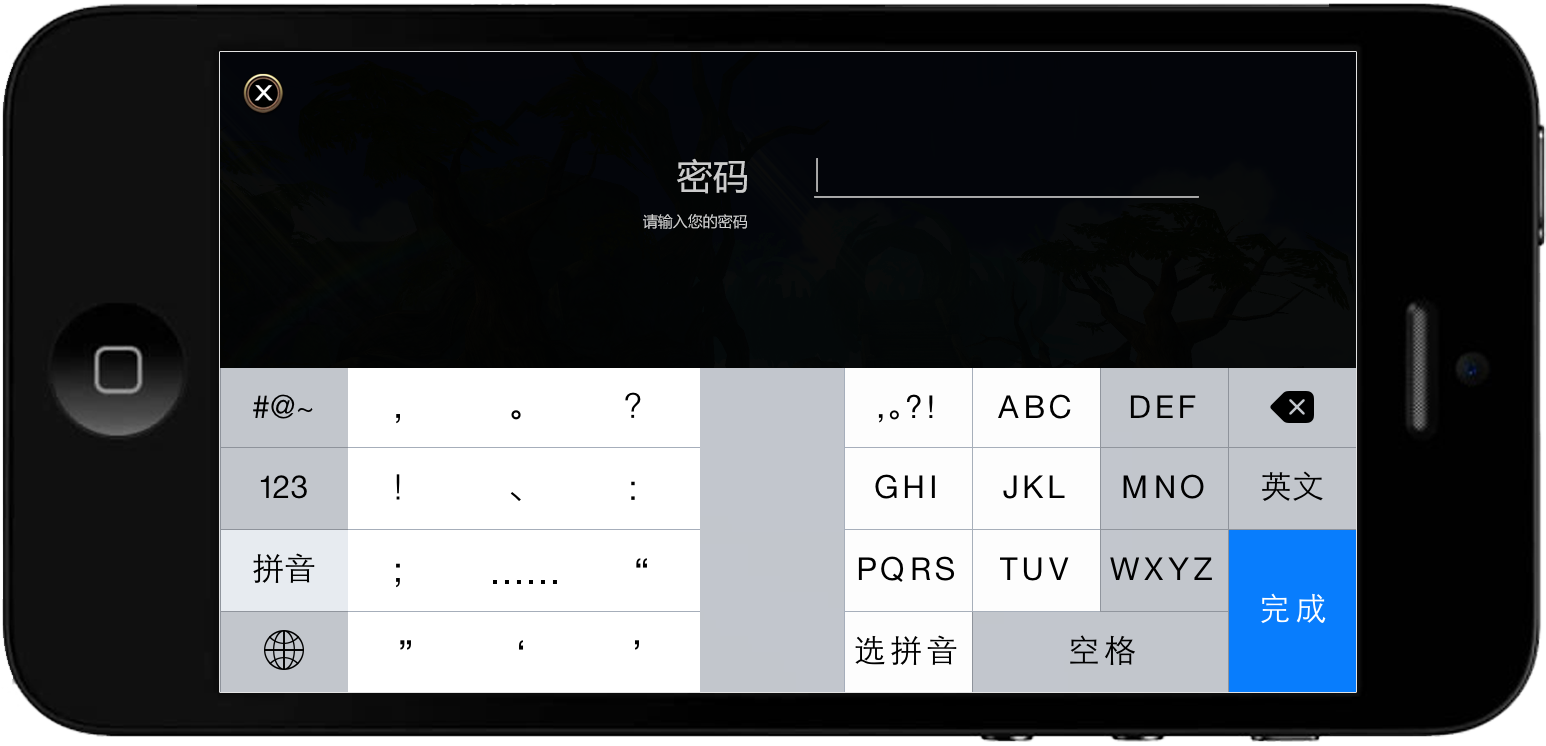 密码
请输入您的密码
#@~ , 。 ? ,。?! ABC DEF
123 ! 、 : GHI JKL MNO 英文
拼音 ; …… “ PQRS TUV WXYZ
完成
” ‘ ’ 选拼音 空格